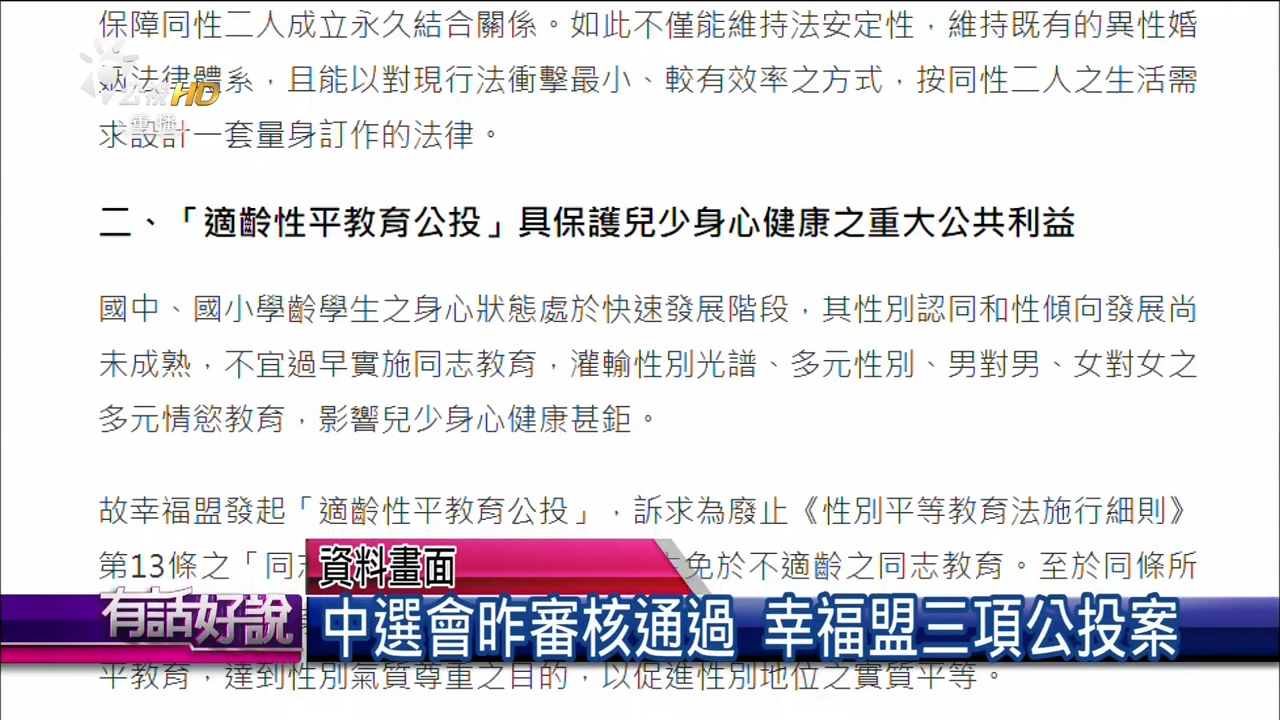 保障同性二人成立永久結合關係。如此不僅能維持法安定性，維持既有的異性婚
姻法律體系，且能以對現行法衝擊最小、較有效率之方式，按同性二人之生活需
公視HD
重播
求設計一套量身訂作的法律。
二、「適齡性平教育公投」具保護兒少身心健康之重大公共利益
國中、國小學齡學生之身心狀態處於快速發展階段，其性別認同和性傾向發展尚
未成熟，不宜過早實施同志教育，灌輸性別光譜、多元性別、男對男、女對女之
多元情慾教育，影響兒少身心健康甚鉅。
故幸福盟發起「適齡性平教育公投」，訴求為廢止《性別平等教育法施行細則》
第13條之「同志
免於不適齡之同志教育。至於同條所
資料畫面
有話好說
中選會昨審核通過 幸福盟三項公投案
平教育，達到性別氣質尊重之目的，以促進性別地位之實質平等。